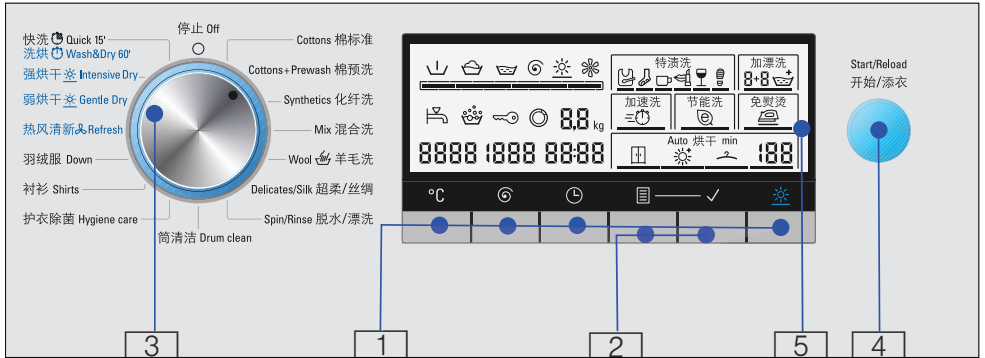 停止 Off
快洗 Quick 15'
洗烘 Wash&Dry 60'
强烘干 Intensive Dry
弱烘干 Gentle Dry
热风清新 Refresh
羽绒服 Down
衬衫 Shirts
护衣除菌 Hygiene care
筒清洁 Drum clean
Cottons 棉标准
Cottons+Prewash 棉预洗
Synthetics 化纤洗
Mix 混合洗
Wool 羊毛洗
Delicates/Silk 超柔/丝绸
Spin/Rinse 脱水/漂洗
特渍洗
加漂洗
8+8
加速洗
节能洗
免熨烫
8.8 kg
8888 1888 88:88
Auto 烘干 min
188
°C
Start/Reload
开始/添衣
3
1
2
5
4